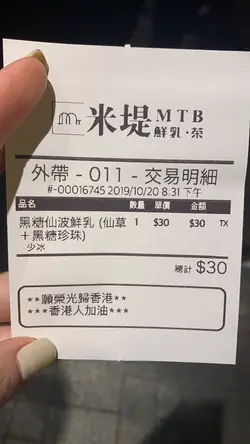 米堤 MTB
鮮乳·茶
外帶 - 011 - 交易明細
#-00016745 2019/10/20 8:31 下午
品名 數量 單價 金額
黑糖仙波鮮乳 (仙草 1 $30 $30 TX
＋黑糖珍珠)
少冰
總計 $30
**願榮光歸香港**
***香港人加油***